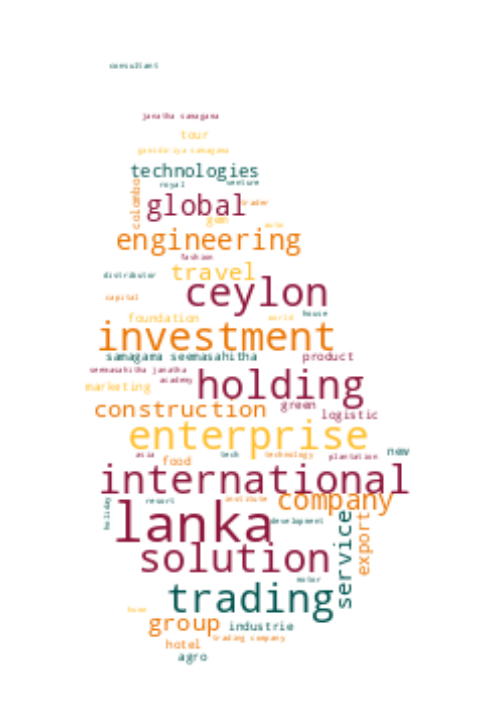 consultant
janatha samagama
tour
gasndiriya samagama
technologies
royal venture
colombo
global trader
gem
auto
engineering
fashion
distributor travel
ceylon
capital
foundation world house
investment
samagama seemasahitha product
seemasahitha janatha
academy
marketing holding
construction green
logistic
enterprise
asia tech technology plantation new
food
international
holiday resort institute company
lanka
development
service export
solution
motor
trading
home
group industrie
trading company
hotel
agro